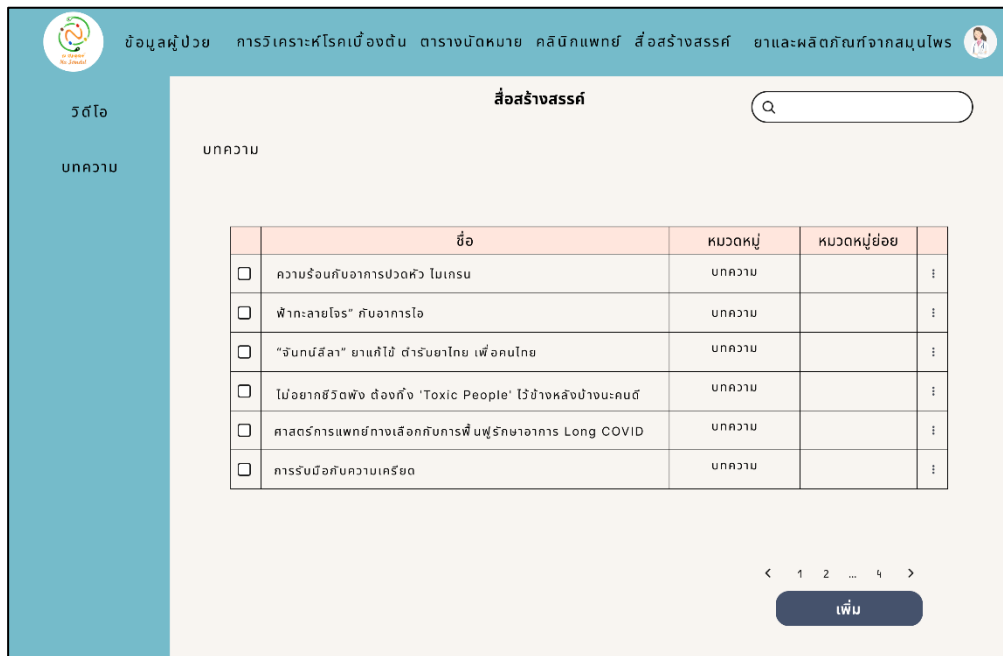 ข้อมูลผู้ป่วย การวิเคราะห์โรคเบื้องต้น ตารางนัดหมาย คลินิกแพทย์ สื่อสร้างสรรค์ ยาและผลิตภัณฑ์จากสมุนไพร
วิดีโอ
บทความ
สื่อสร้างสรรค์
บทความ
ชื่อ หมวดหมู่ หมวดหมู่ย่อย
ความร้อนกับอาการปวดหัว ไมเกรน บทความ
ฟ้าทะลายโจร" กับอาการไอ บทความ
"จันทน์ลีลา" ยาแก้ไข้ ตำรับยาไทย เพื่อคนไทย บทความ
ไม่อยากชีวิตพัง ต้องทิ้ง 'Toxic People' ไว้ข้างหลังบ้างนะคนดี บทความ
ศาสตร์การแพทย์ทางเลือกกับการฟื้นฟูรักษาอาการ Long COVID บทความ
การรับมือกับความเครียด บทความ
< 1 2 ... 4 >
เพิ่ม